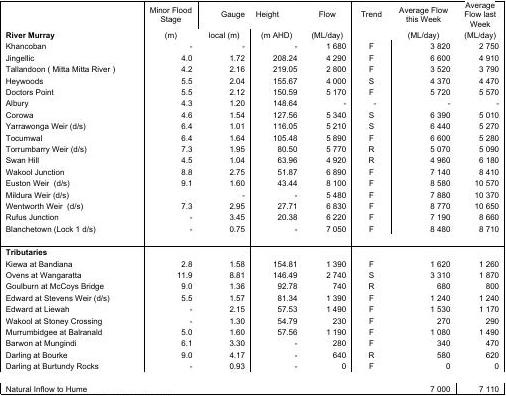 Minor Flood Stage Gauge Height Flow Trend Average Flow this Week Average Flow last Week
River Murray (m) local (m) (m AHD) (ML/day) (ML/day) (ML/day)
Khancoban - - - 1 680 F 3 820 2 750
Jingellic 4.0 1.72 208.24 4 290 F 6 600 4 910
Tallandoon ( Mitta Mitta River ) 4.2 2.16 219.05 2 800 F 3 520 3 790
Heywoods 5.5 2.04 155.67 4 000 S 4 370 4 470
Doctors Point 5.5 2.12 150.59 5 170 F 5 720 5 570
Albury 4.3 1.20 148.64 - - - -
Corowa 4.6 1.54 127.56 5 340 S 6 390 5 010
Yarrawonga Weir (d/s) 6.4 1.01 116.05 5 210 S 6 440 5 270
Tocumwal 6.4 1.64 105.48 5 890 F 6 600 5 280
Torrumbarry Weir (d/s) 7.3 1.95 80.50 5 770 R 5 070 5 090
Swan Hill 4.5 1.04 63.96 4 920 R 4 960 6 180
Wakool Junction 8.8 2.75 51.87 6 890 F 7 140 8 410
Euston Weir (d/s) 9.1 1.60 43.44 8 100 F 8 580 10 570
Mildura Weir (d/s) - - 5 480 F 7 880 10 370
Wentworth Weir (d/s) 7.3 2.95 27.71 6 830 F 8 770 10 650
Rufus Junction - 3.45 20.38 6 220 F 7 190 8 660
Blanchetown (Lock 1 d/s) - 0.75 - 7 050 F 8 480 8 710
Tributaries
Kiewa at Bandiana 2.8 1.58 154.81 1 390 F 1 620 1 260
Ovens at Wangaratta 11.9 8.81 146.49 2 740 S 3 310 1 870
Goulburn at McCoys Bridge 9.0 1.36 92.78 740 R 680 800
Edward at Stevens Weir (d/s) 5.5 1.57 81.34 1 390 F 1 240 1 240
Edward at Liewah - 2.15 57.53 1 490 F 1 530 1 170
Wakool at Stoney Crossing - 1.30 54.79 230 F 270 290
Murrumbidgee at Balranald 5.0 1.60 57.56 1 190 F 1 080 1 490
Barwon at Mungindi 6.1 3.30 - 280 F 340 470
Darling at Bourke 9.0 4.17 - 640 R 580 620
Darling at Burtundy Rocks - 0.93 - 0 F 0 0
Natural Inflow to Hume 7 000 7 110